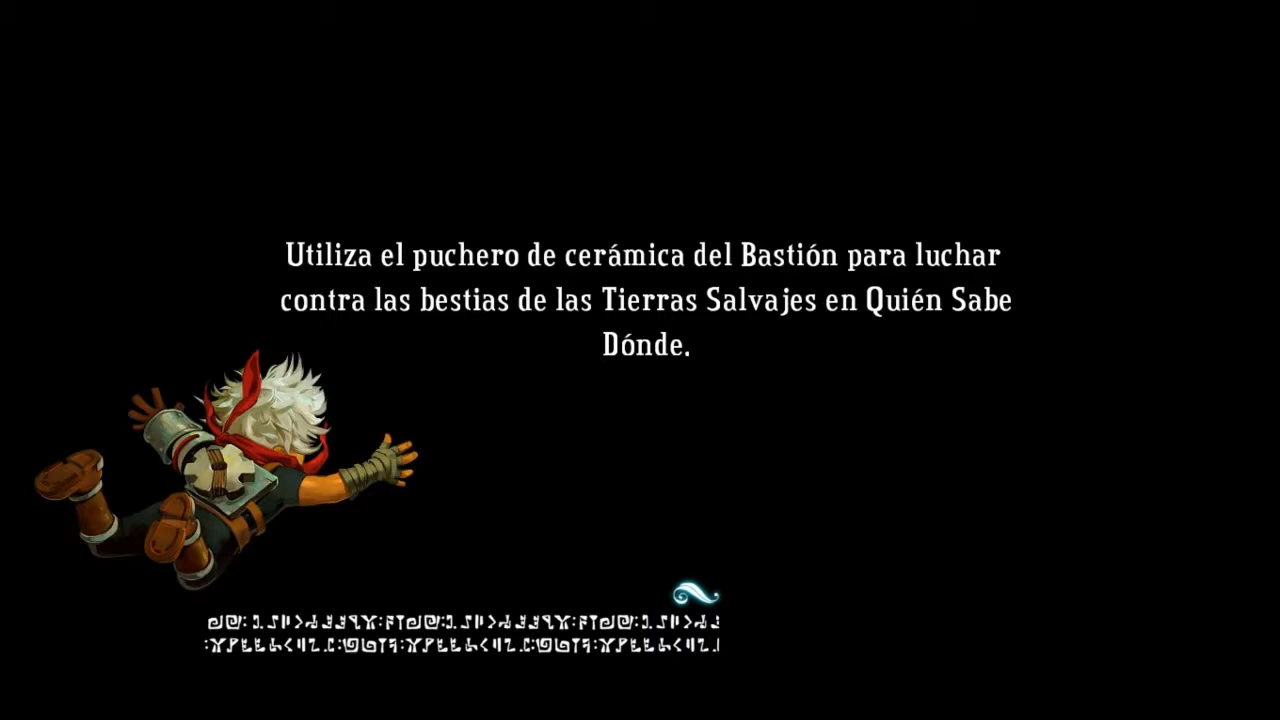 Utiliza el puchero de cerámica del Bastión para luchar
contra las bestias de las Tierras Salvajes en Quién Sabe
Dónde.